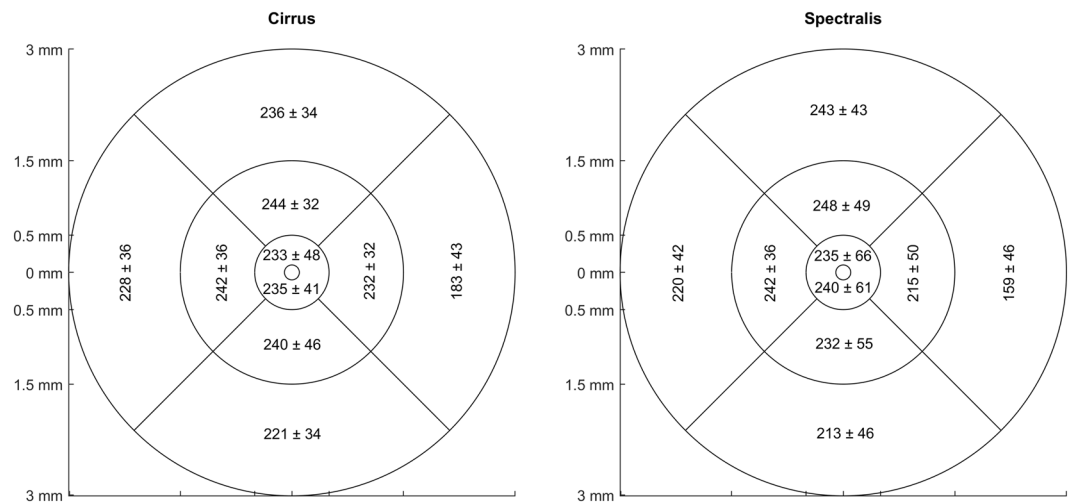 Cirrus
3 mm
1.5 mm
0.5 mm
0 mm
0.5 mm
1.5 mm
3 mm
236 ± 34
244 ± 32
233 ± 48
228 ± 36
242 ± 36
232 ± 32
183 ± 43
235 ± 41
240 ± 46
221 ± 34
Spectralis
3 mm
1.5 mm
0.5 mm
0 mm
0.5 mm
1.5 mm
3 mm
243 ± 43
248 ± 49
235 ± 66
220 ± 42
242 ± 36
215 ± 50
159 ± 46
240 ± 61
232 ± 55
213 ± 46